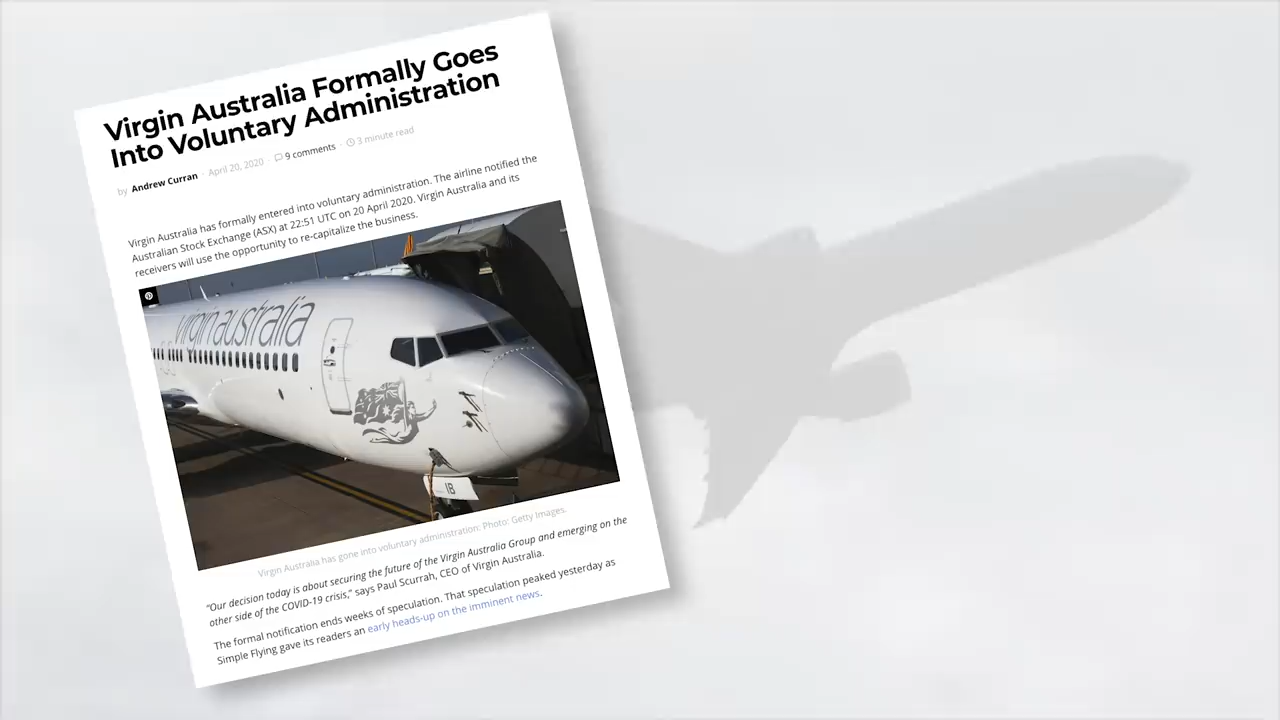 Virgin Australia Formally Goes
Into Voluntary Administration
by Andrew Curran · April 20, 2020 · 9 comments · 3 minute read
Virgin Australia has formally entered into voluntary administration. The airline notified the
Australian Stock Exchange (ASX) at 22:51 UTC on 20 April 2020. Virgin Australia and its
receivers will use the opportunity to re-capitalize the business.
virgin australia
IB
Virgin Australia has gone into voluntary administration: Photo: Getty Images.
“Our decision today is about securing the future of the Virgin Australia Group and emerging on the
other side of the COVID-19 crisis,” says Paul Scurrah, CEO of Virgin Australia.
The formal notification ends weeks of speculation. That speculation peaked yesterday as
Simple Flying gave its readers an early heads-up on the imminent news.